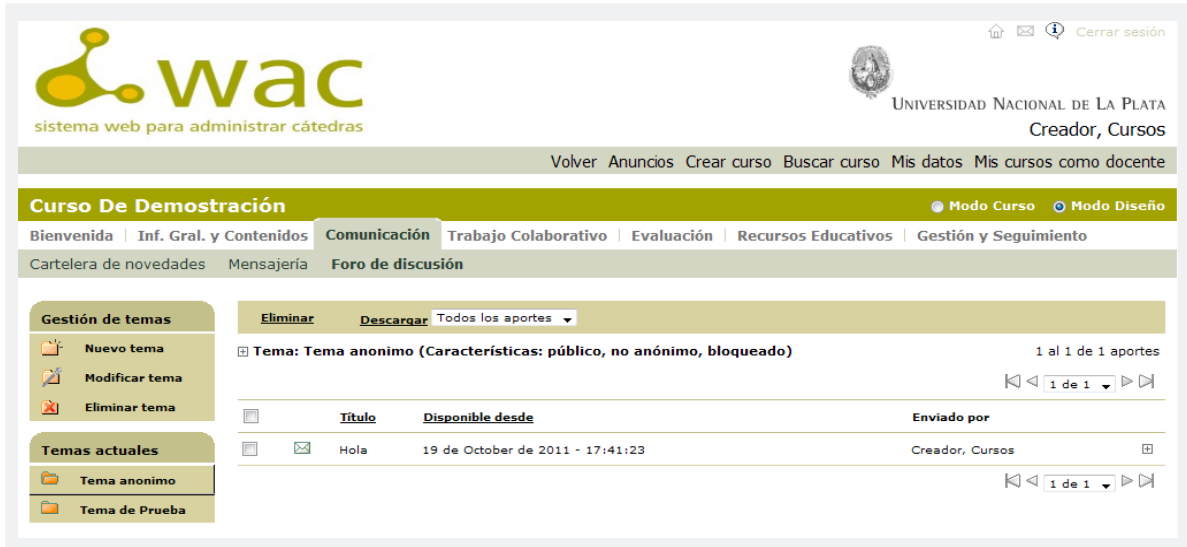 Cerrar sesión
wac
sistema web para administrar cátedras
UNIVERSIDAD NACIONAL DE LA PLATA
Creador, Cursos
Volver Anuncios Crear curso Buscar curso Mis datos Mis cursos como docente
Curso De Demostración Modo Curso Modo Diseño
Bienvenida | Inf. Gral. y Contenidos Comunicación Trabajo Colaborativo | Evaluación | Recursos Educativos | Gestión y Seguimiento
Cartelera de novedades Mensajería Foro de discusión
Gestión de temas
Nuevo tema
Modificar tema
Eliminar tema
Temas actuales
Tema anonimo
Tema de Prueba
Eliminar Descargar Todos los aportes
Tema: Tema anonimo (Características: público, no anónimo, bloqueado) 1 al 1 de 1 aportes
1 de 1
Título Disponible desde Enviado por
Hola 19 de October de 2011 - 17:41:23 Creador, Cursos
1 de 1